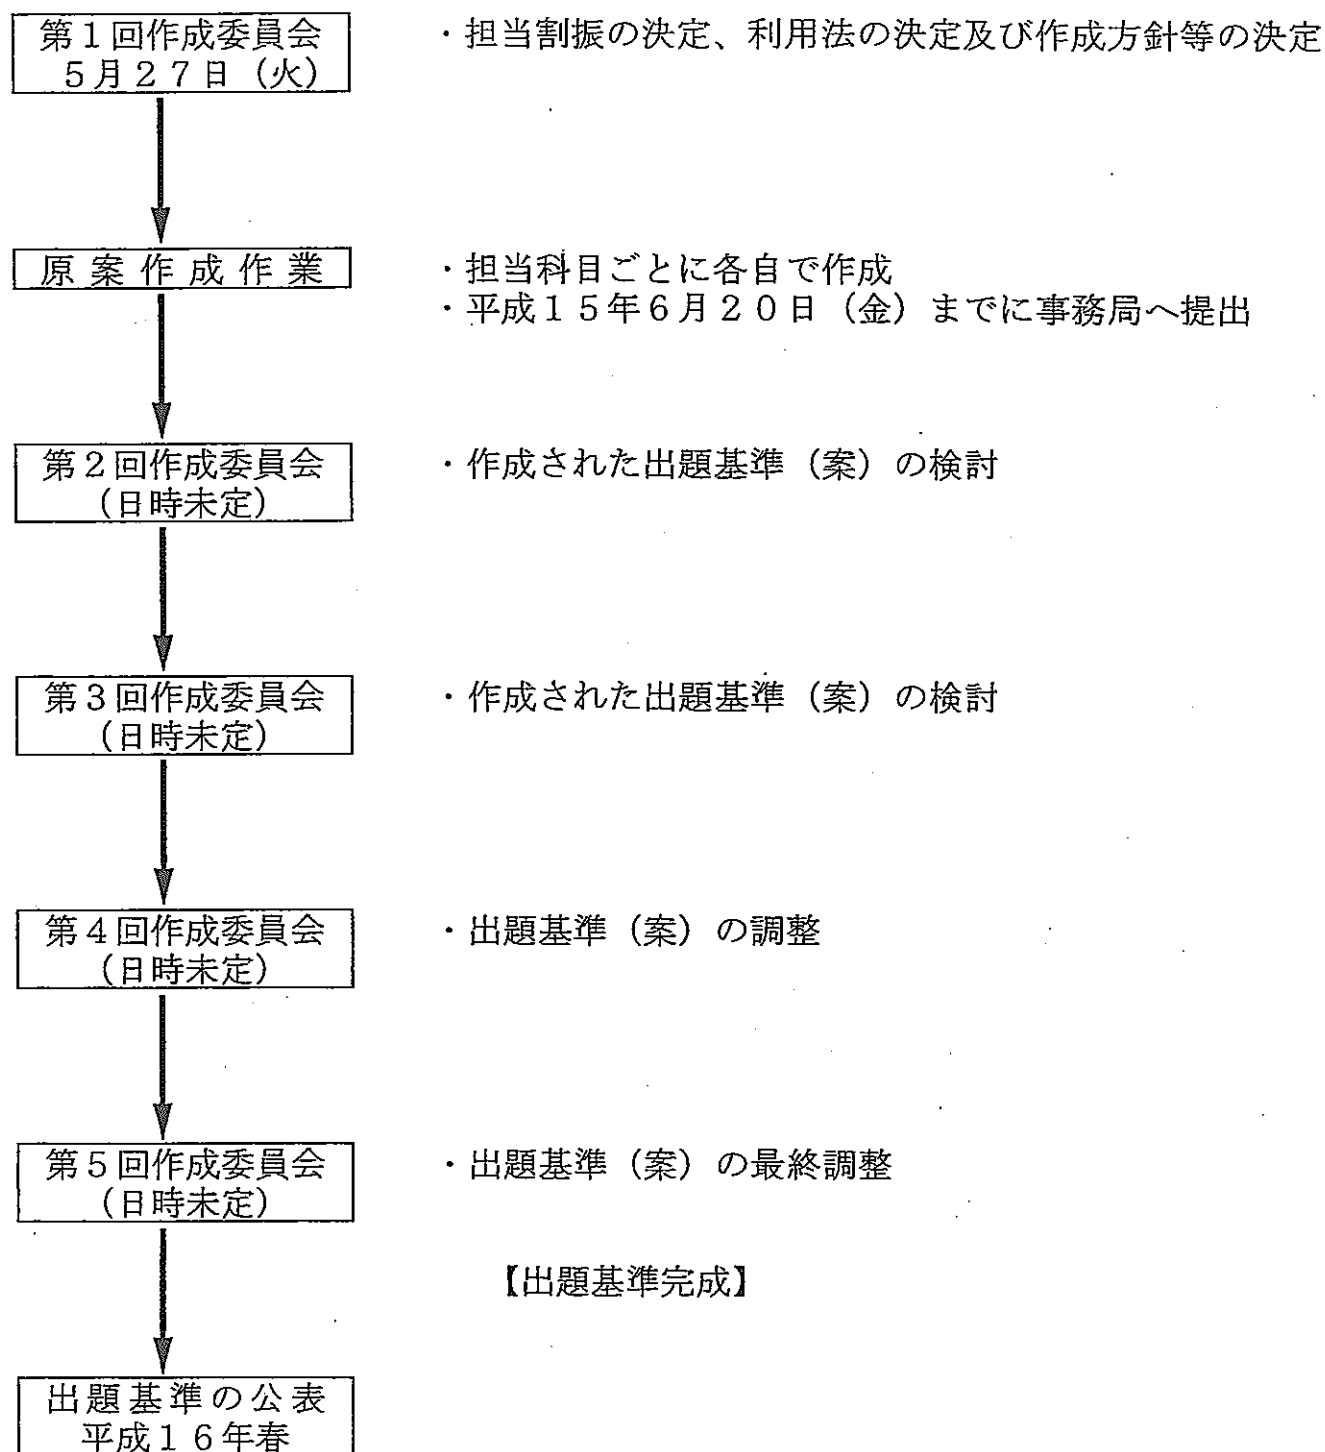 第１回作成委員会
５月２７日（火）
・担当割振の決定、利用法の決定及び作成方針等の決定
原案作成作業
・担当科目ごとに各自で作成
・平成１５年６月２０日（金）までに事務局へ提出
第２回作成委員会
（日時未定）
・作成された出題基準（案）の検討
第３回作成委員会
（日時未定）
・作成された出題基準（案）の検討
第４回作成委員会
（日時未定）
・出題基準（案）の調整
第５回作成委員会
（日時未定）
・出題基準（案）の最終調整
【出題基準完成】
出題基準の公表
平成１６年春